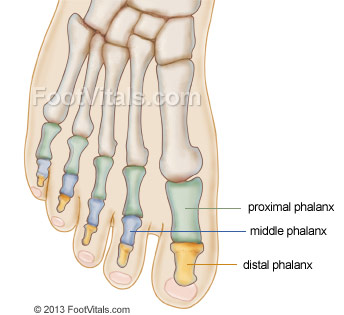 FootVitals.com
proximal phalanx
middle phalanx
distal phalanx
© 2013 FootVitals.com